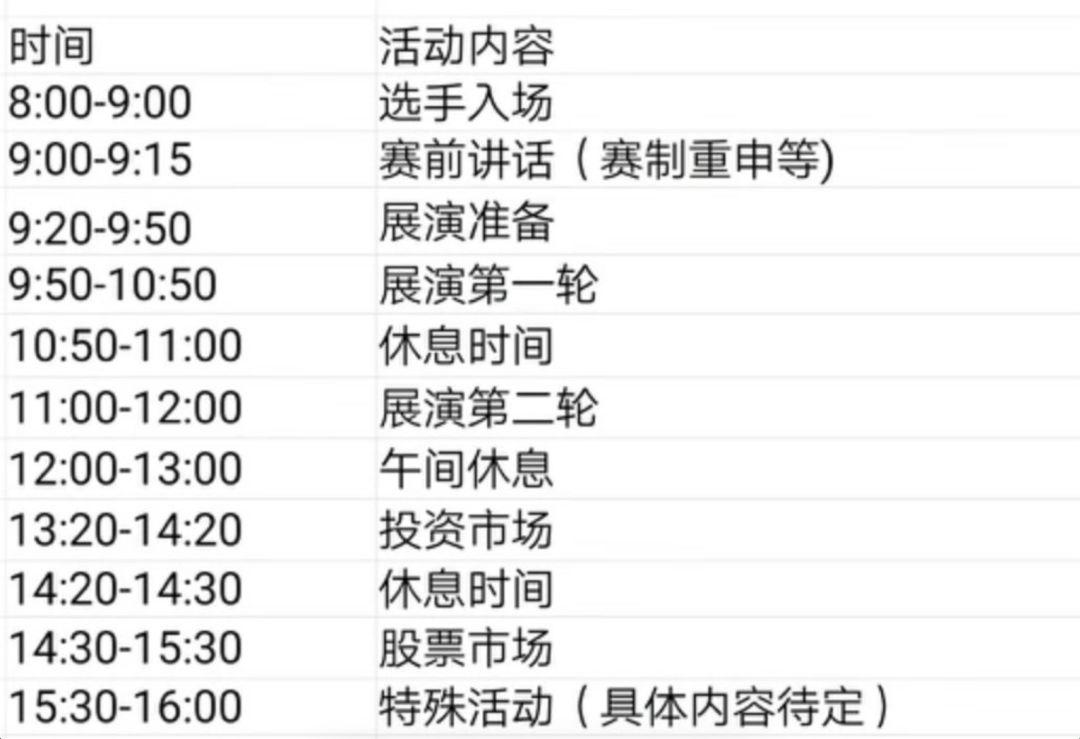 时间 活动内容
8:00-9:00 选手入场
9:00-9:15 赛前讲话（赛制重申等)
9:20-9:50 展演准备
9:50-10:50 展演第一轮
10:50-11:00 休息时间
11:00-12:00 展演第二轮
12:00-13:00 午间休息
13:20-14:20 投资市场
14:20-14:30 休息时间
14:30-15:30 股票市场
15:30-16:00 特殊活动（具体内容待定）